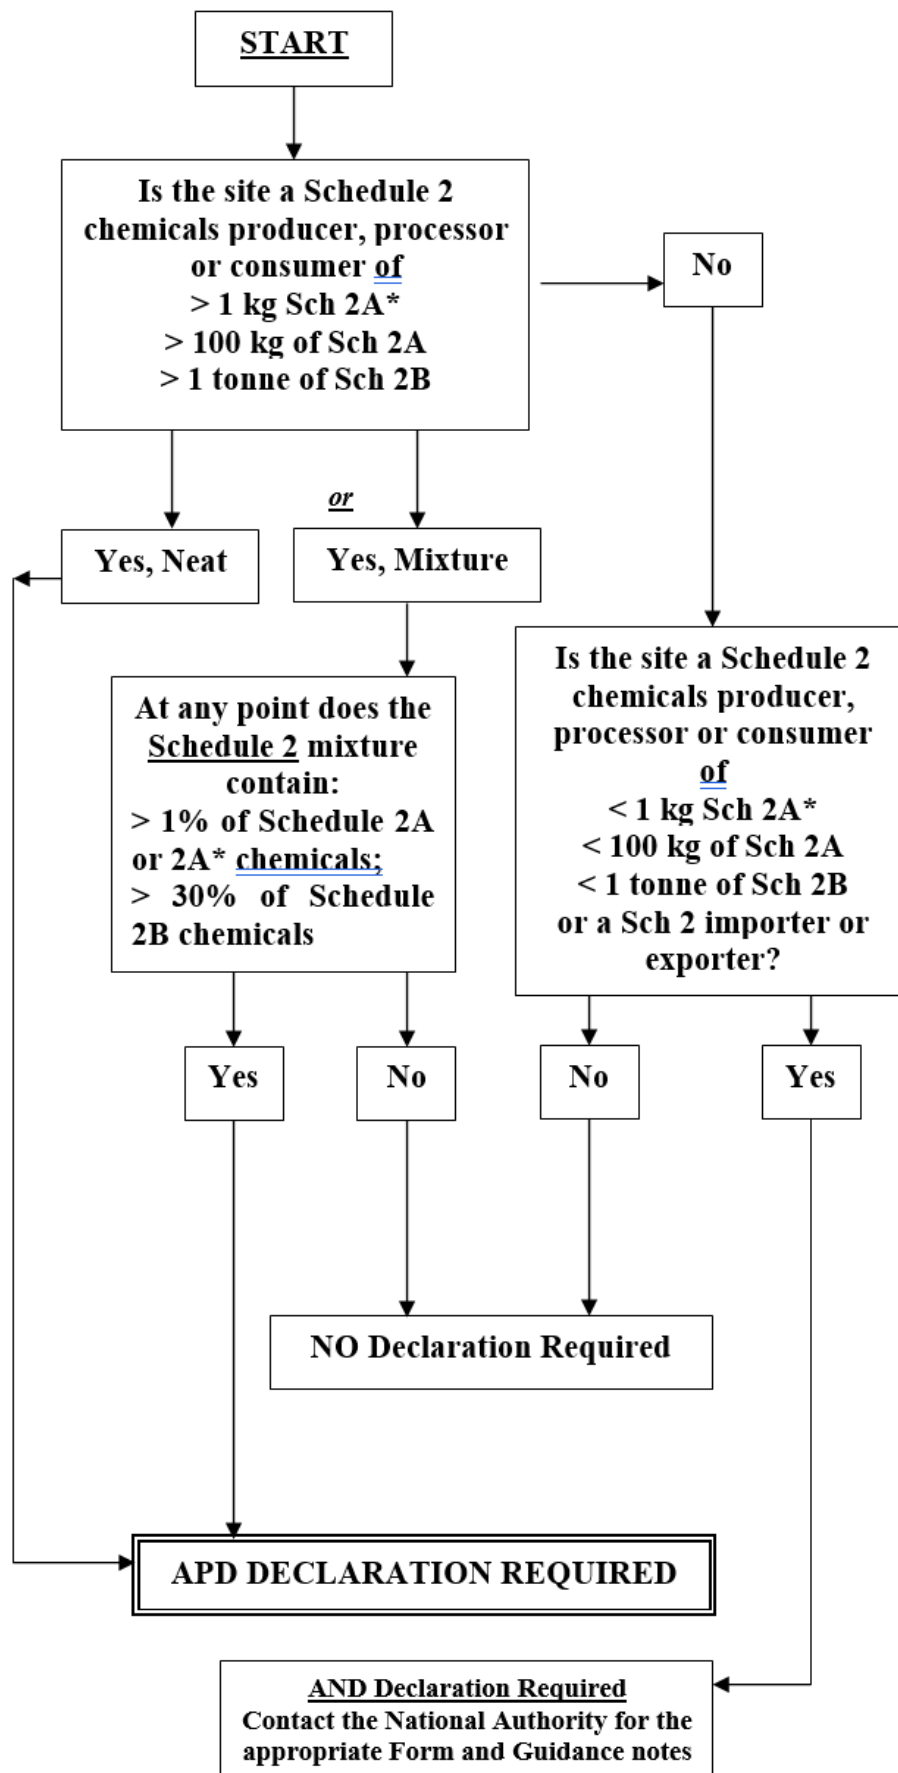 START
Is the site a Schedule 2
chemicals producer, processor
or consumer of
> 1 kg Sch 2A*
> 100 kg of Sch 2A
> 1 tonne of Sch 2B
No
or
Yes, Neat
Yes, Mixture
At any point does the
Schedule 2 mixture
contain:
> 1% of Schedule 2A
or 2A* chemicals;
> 30% of Schedule
2B chemicals
Is the site a Schedule 2
chemicals producer,
processor or consumer
of
< 1 kg Sch 2A*
< 100 kg of Sch 2A
< 1 tonne of Sch 2B
or a Sch 2 importer or
exporter?
Yes
No
No
Yes
NO Declaration Required
APD DECLARATION REQUIRED
AND Declaration Required
Contact the National Authority for the
appropriate Form and Guidance notes